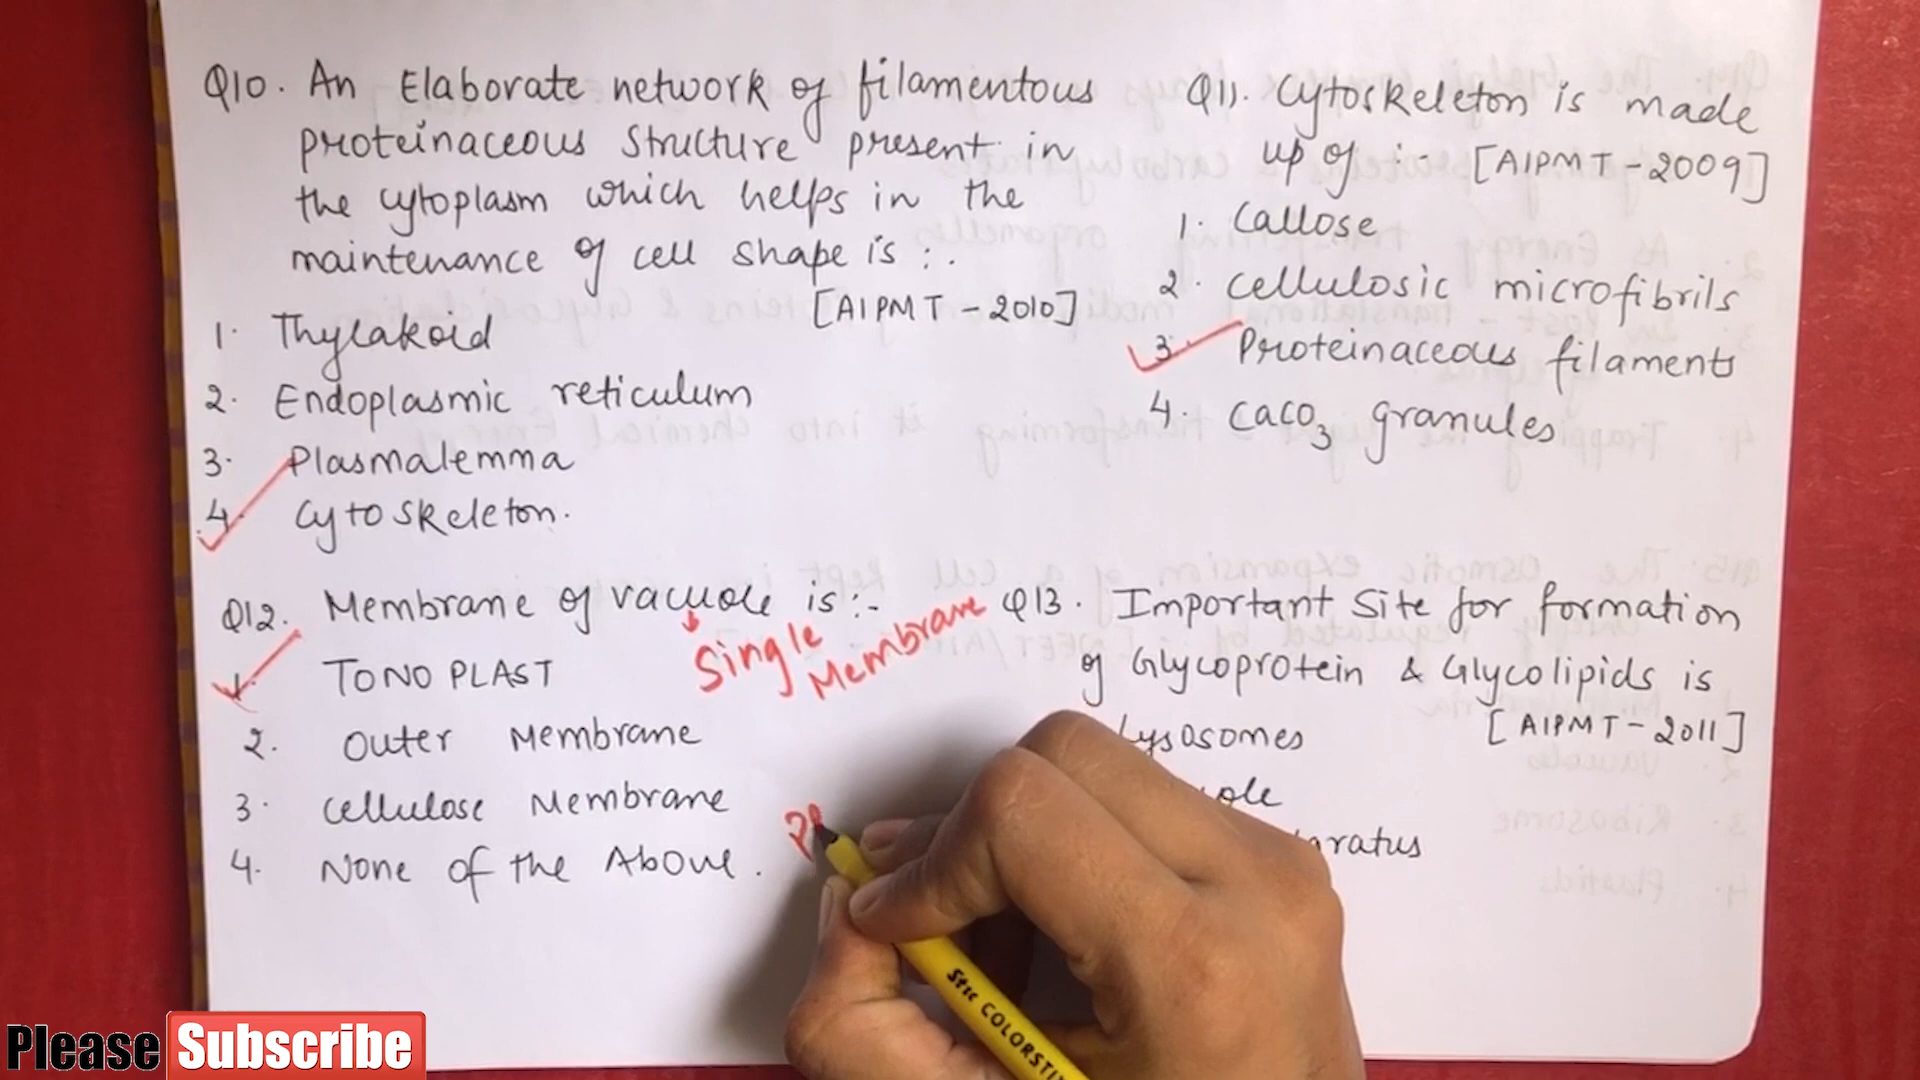 Q10. An Elaborate network of filamentous
proteinaceous structure present in
the cytoplasm which helps in the
maintenance of cell shape is :.
[AIPMT - 2010]
1. Thylakoid
2. Endoplasmic reticulum
3. Plasmalemma
4. Cytoskeleton.
Q11. Cytoskeleton is made
up of :- [AIPMT - 2009]
1. Callose
2. Cellulosic microfibrils
3. Proteinaceous filaments
4. CaCO3 granules
Q12. Membrane of vacuole is :-
Single
Membrane
1. TONOPLAST
2. Outer Membrane
3. Cellulose Membrane
4. None of the Above.
Q13. Important Site for formation
of Glycoprotein & Glycolipids is
[AIPMT - 2011]
Lysosomes
Stic COLORSTI
Please Subscribe